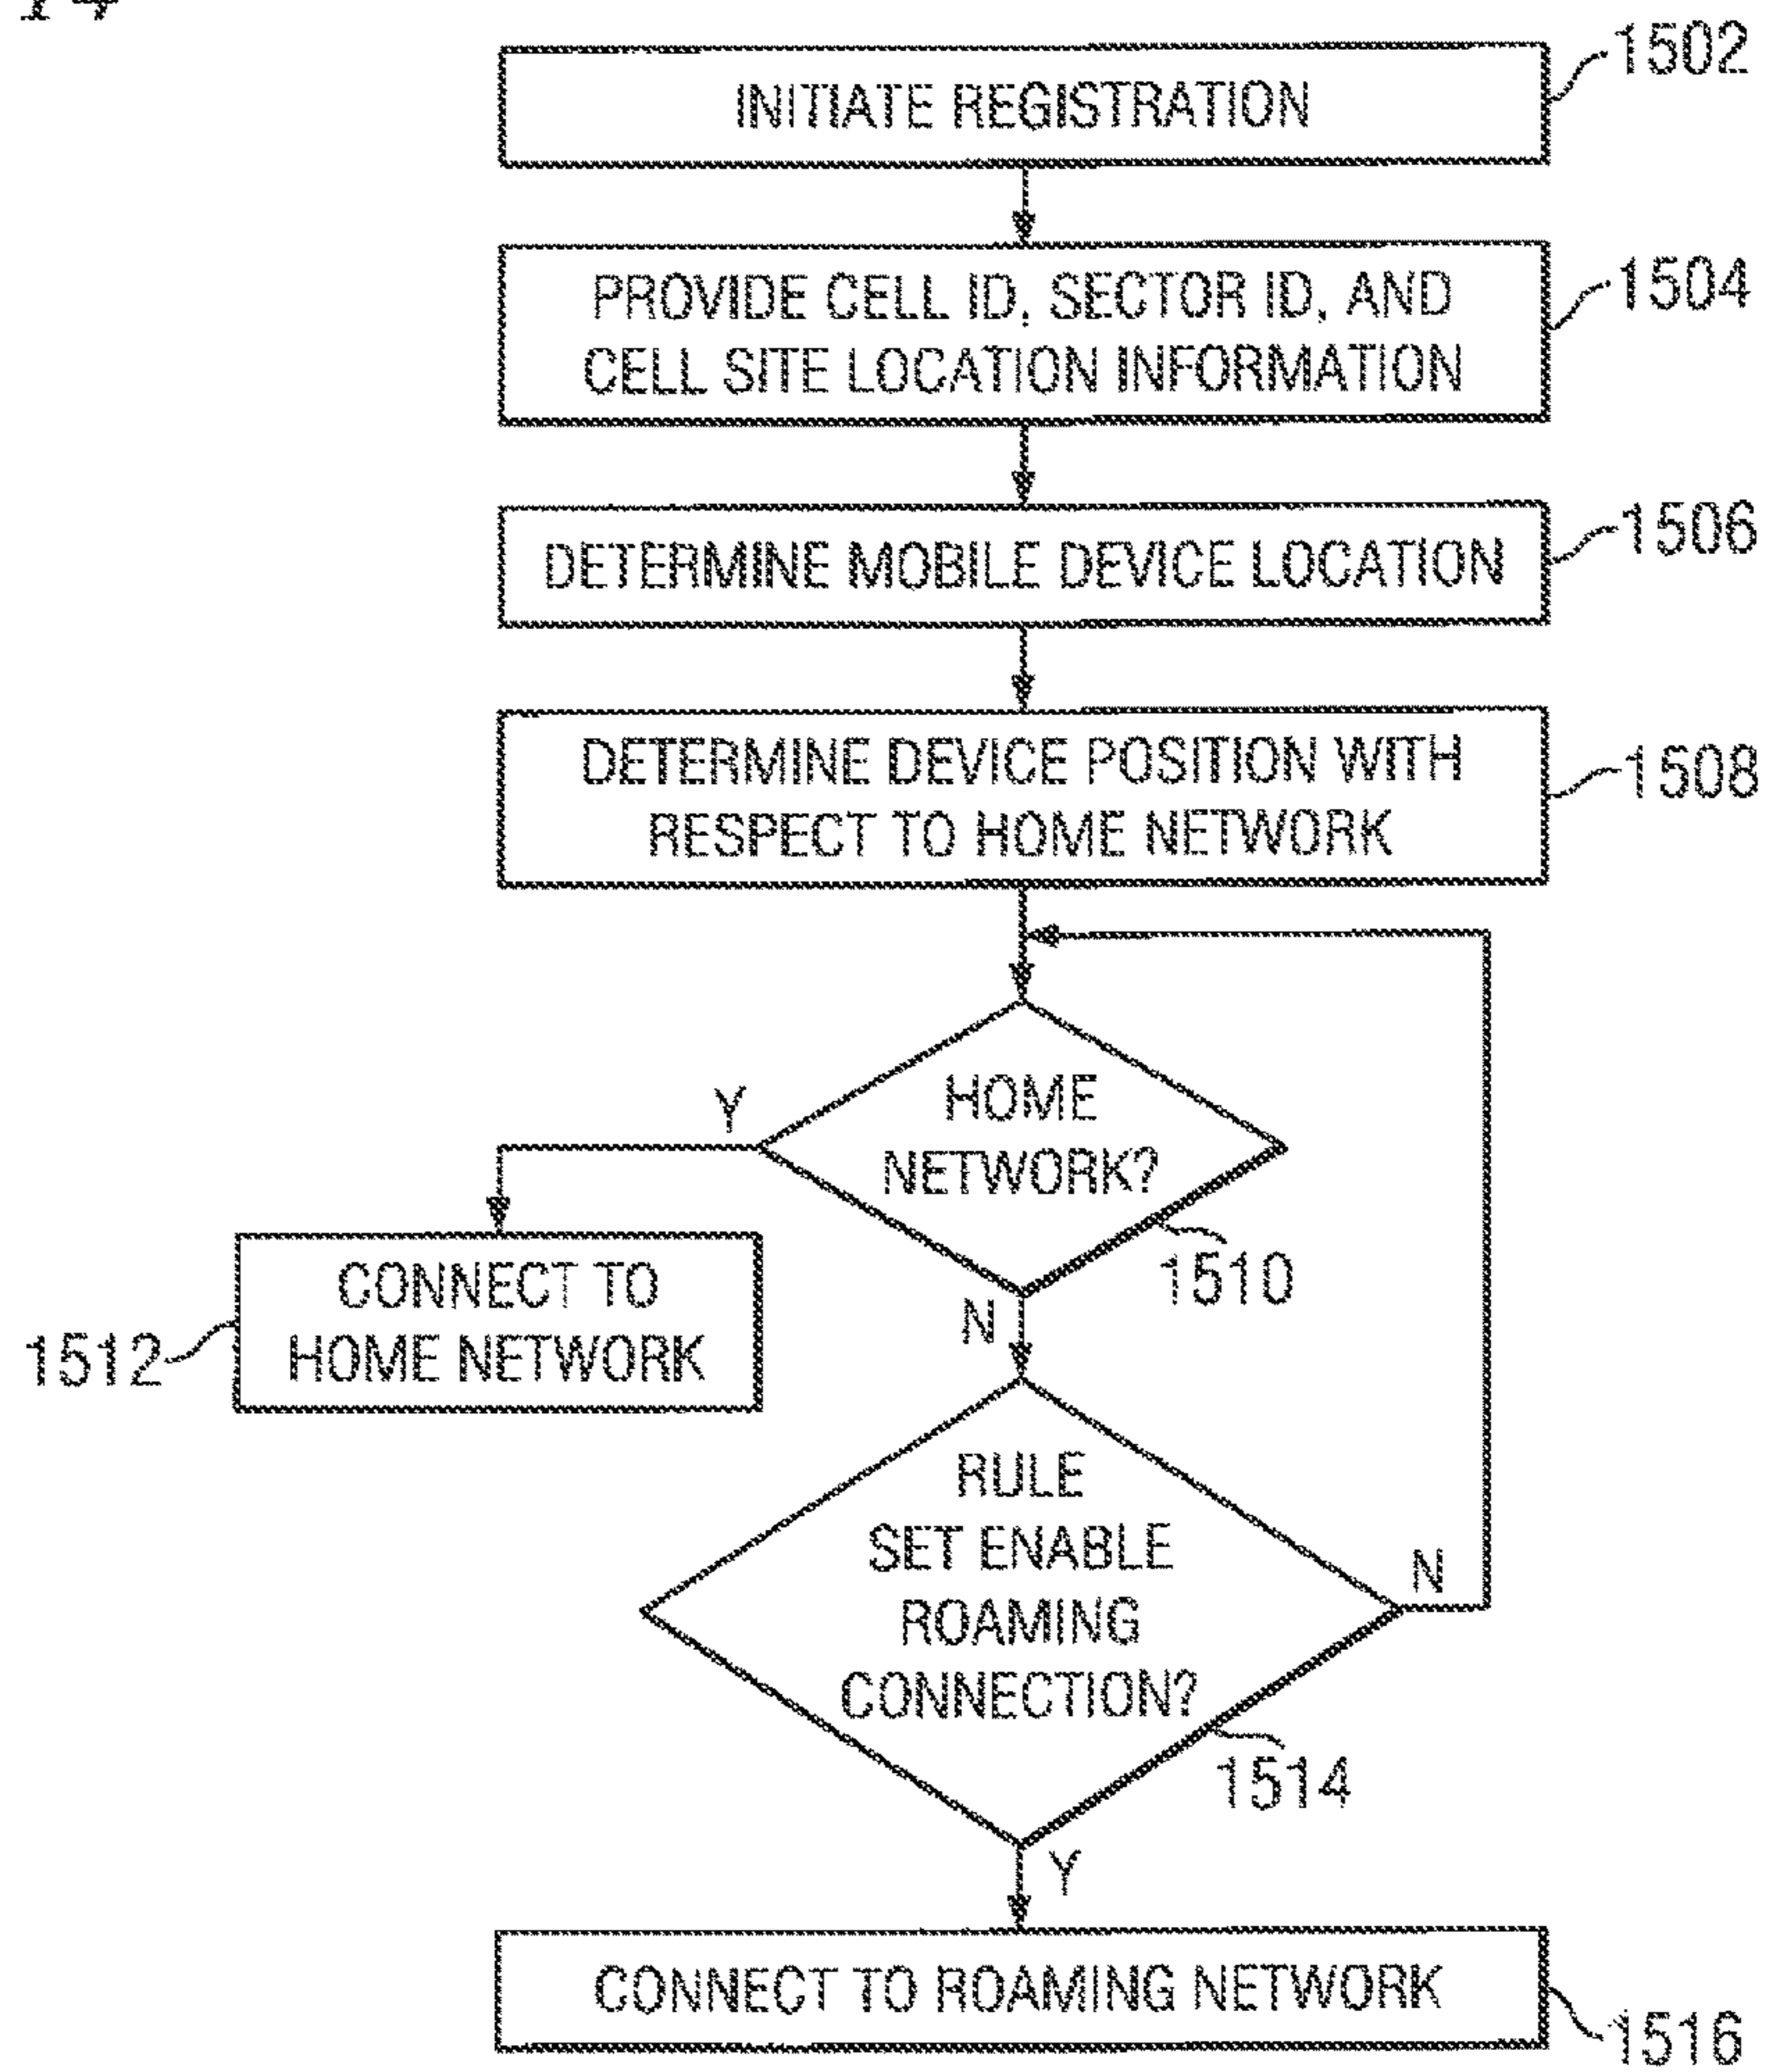 14
INITIATE REGISTRATION
1502
PROVIDE CELL ID, SECTOR ID, AND
CELL SITE LOCATION INFORMATION
1504
DETERMINE MOBILE DEVICE LOCATION
1506
DETERMINE DEVICE POSITION WITH
RESPECT TO HOME NETWORK
1508
HOME
NETWORK?
1510
Y
N
CONNECT TO
HOME NETWORK
1512
RULE
SET ENABLE
ROAMING
CONNECTION?
1514
N
Y
CONNECT TO ROAMING NETWORK
1516